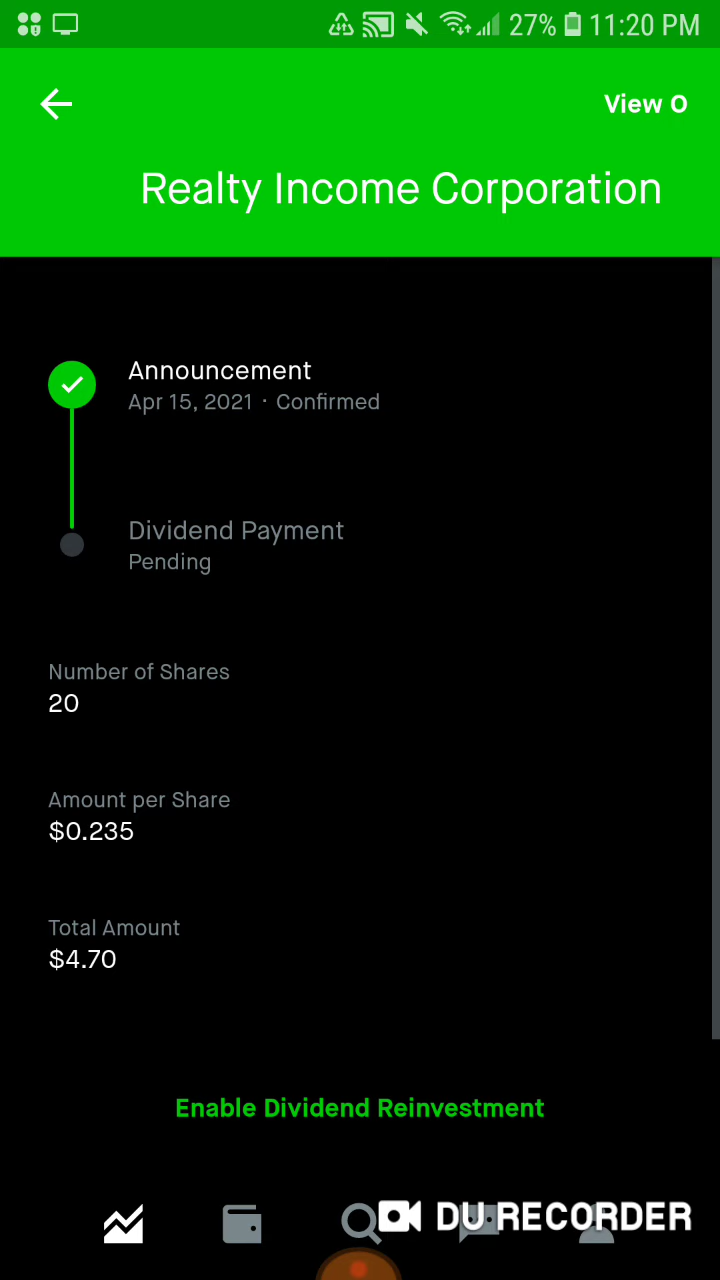 27% 11:20 PM
View O
Realty Income Corporation
Announcement
Apr 15, 2021 · Confirmed
Dividend Payment
Pending
Number of Shares
20
Amount per Share
$0.235
Total Amount
$4.70
Enable Dividend Reinvestment
DU RECORDER